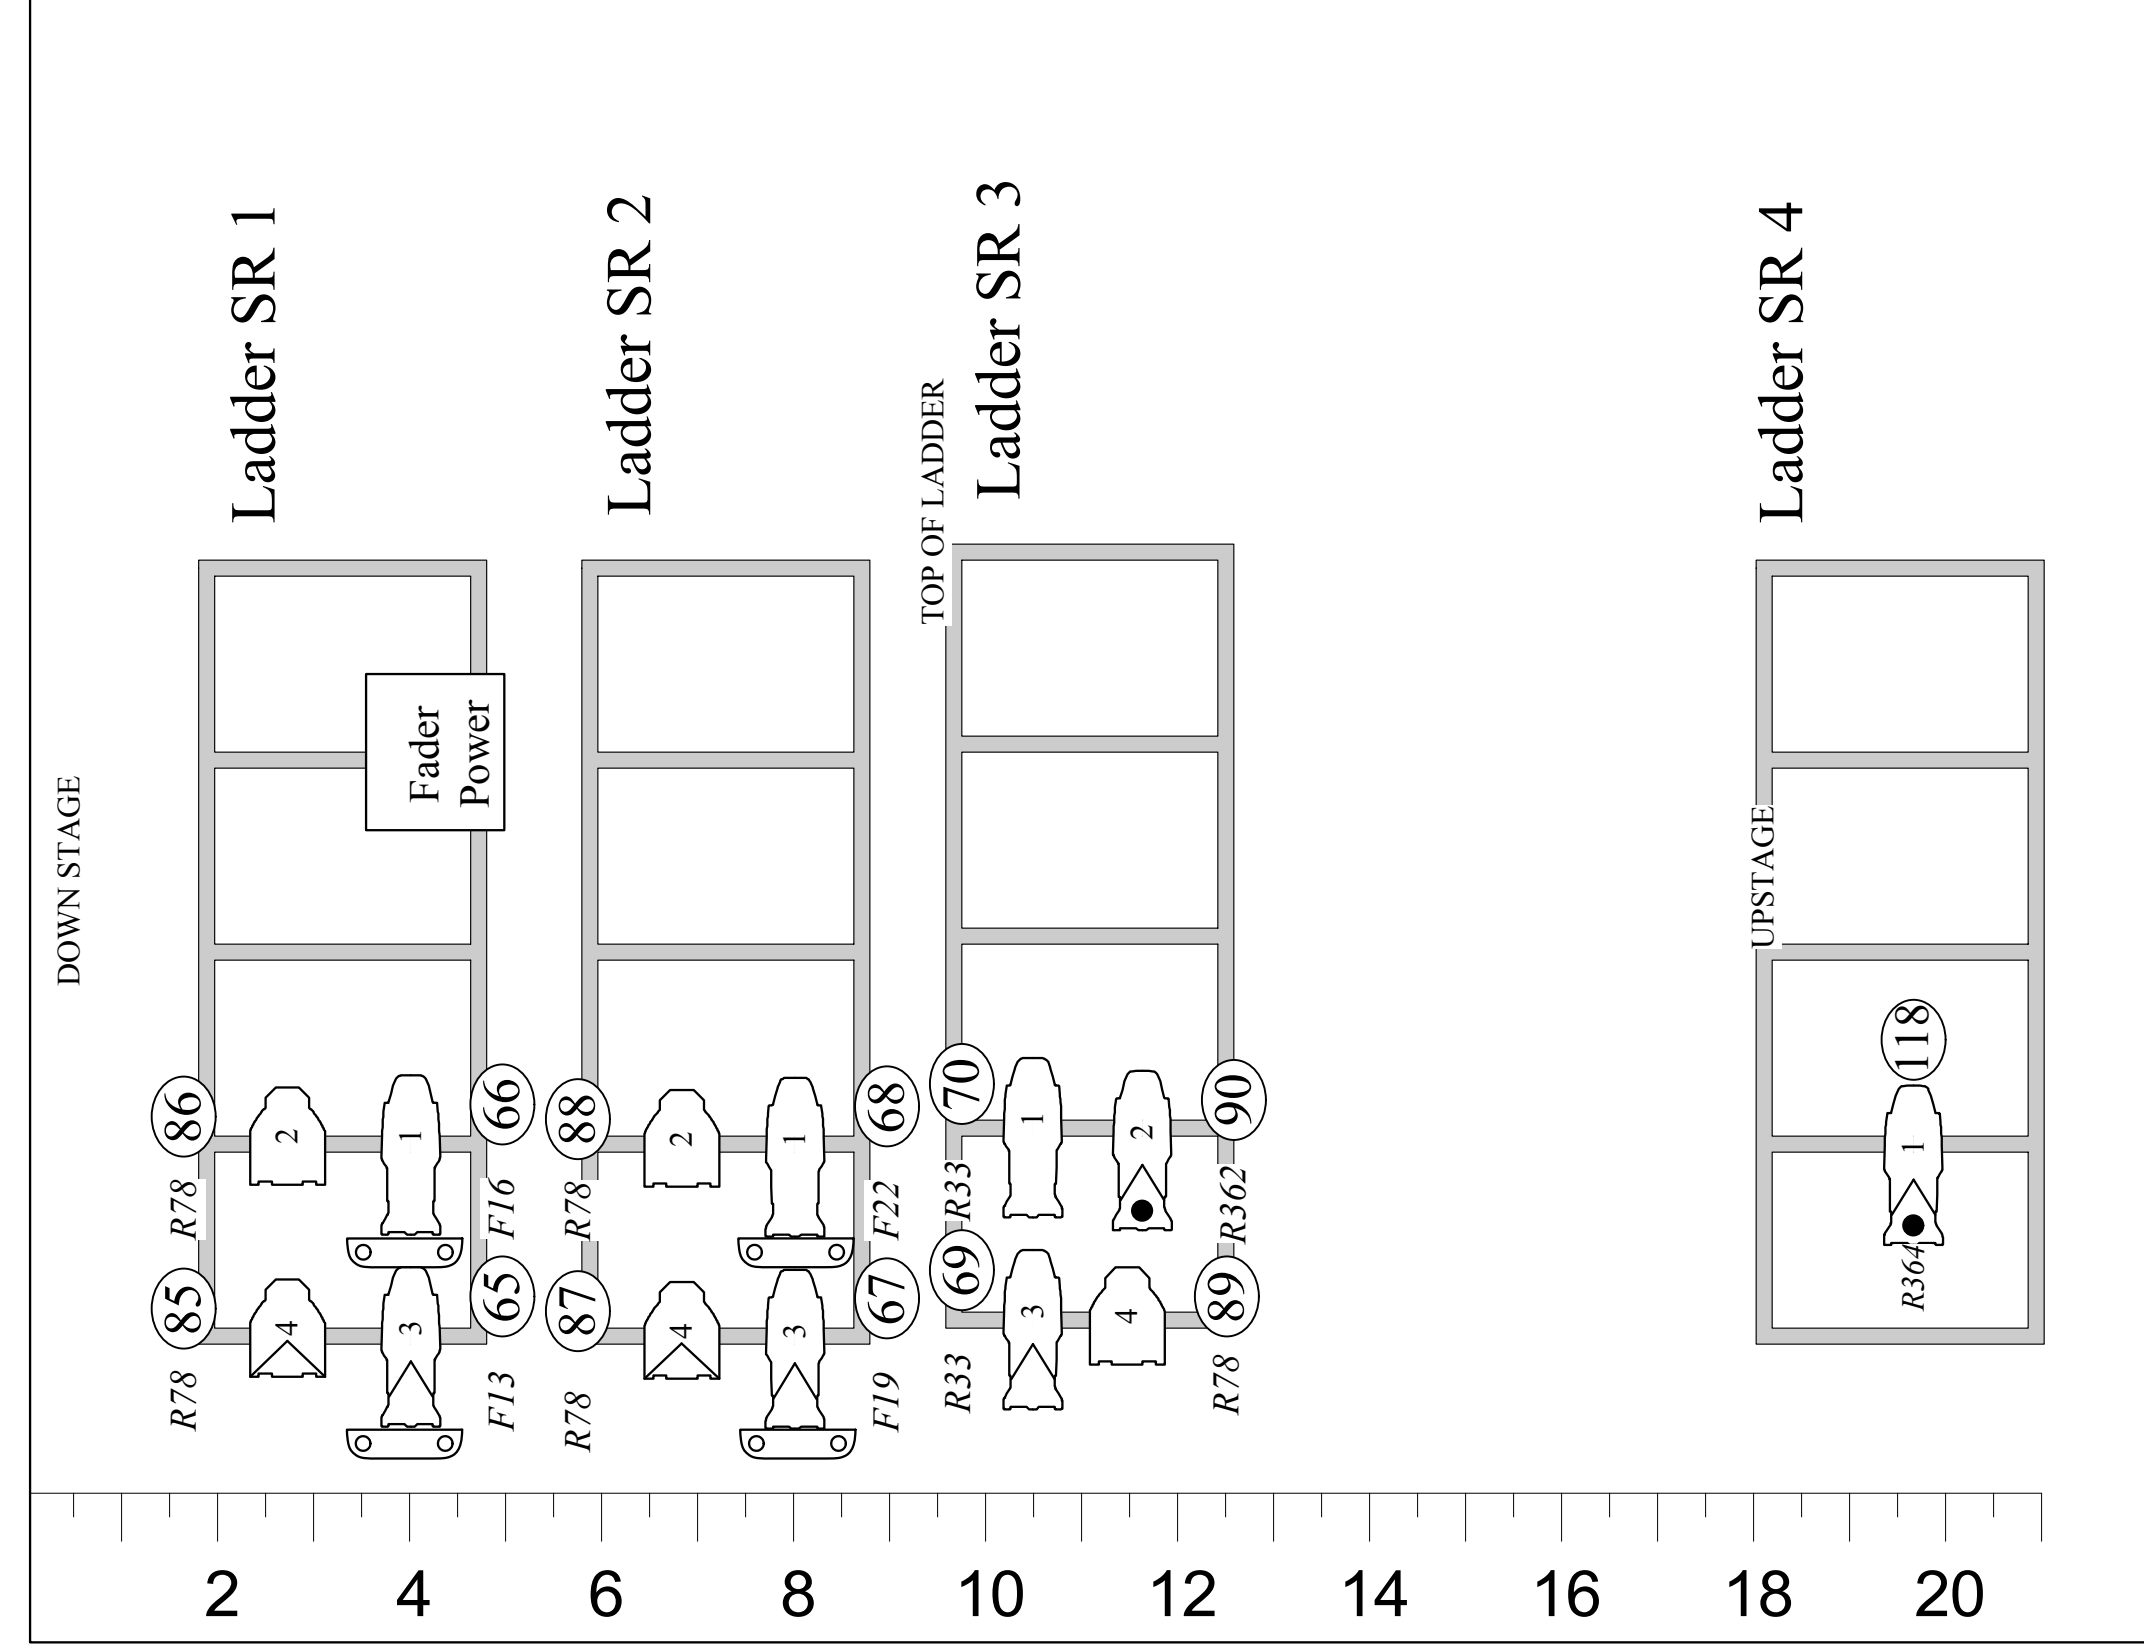 Ladder SR 1
Ladder SR 2
Ladder SR 3
Ladder SR 4
TOP OF LADDER
DOWN STAGE
UPSTAGE
Fader
Power
86
2
1
66
R78
F16
85
4
3
65
R78
F13
88
2
1
68
R78
F22
87
4
3
67
R78
F19
70
1
2
90
R33
R362
69
3
4
89
R33
R78
118
1
R364
2 4 6 8 10 12 14 16 18 20